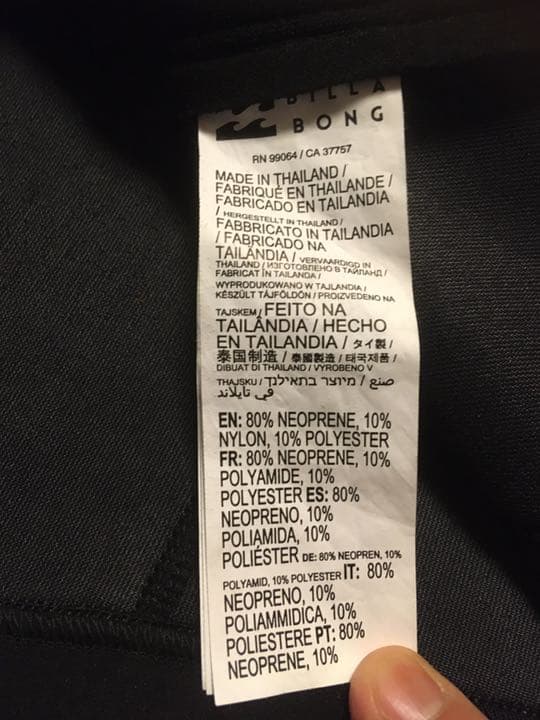 BILLA
BONG
RN 99064 / CA 37757
MADE IN THAILAND /
FABRIQUÉ EN THAILANDE /
FABRICADO EN TAILANDIA
/ HERGESTELLT IN THAILAND /
FABBRICATO IN TAILANDIA
/ FABRICADO NA
TAILÂNDIA / VERVAARDIGD IN
THAILAND / ИЗГОТОВЛЕНО В ТАЙЛАНД /
FABRICAT ÎN TAILANDA /
WYPRODUKOWANO W TAJLANDIA /
KÉSZÜLT TÁJFÖLDÖN / PROIZVEDENO NA
TAJSKEM / FEITO NA
TAILÂNDIA / HECHO
EN TAILANDIA / タイ製 /
泰国制造 / 泰國製造 / 태국제품 /
DIBUAT DI THAILAND / VYROBENO V
THAJSKU / מיוצר בתאילנד / صنع
في تايلاند
EN: 80% NEOPRENE, 10%
NYLON, 10% POLYESTER
FR: 80% NEOPRENE, 10%
POLYAMIDE, 10%
POLYESTER ES: 80%
NEOPRENO, 10%
POLIAMIDA, 10%
POLIÉSTER DE: 80% NEOPREN, 10%
POLYAMID, 10% POLYESTER IT: 80%
NEOPRENO, 10%
POLIAMMIDICA, 10%
POLIESTERE PT: 80%
NEOPRENE, 10%